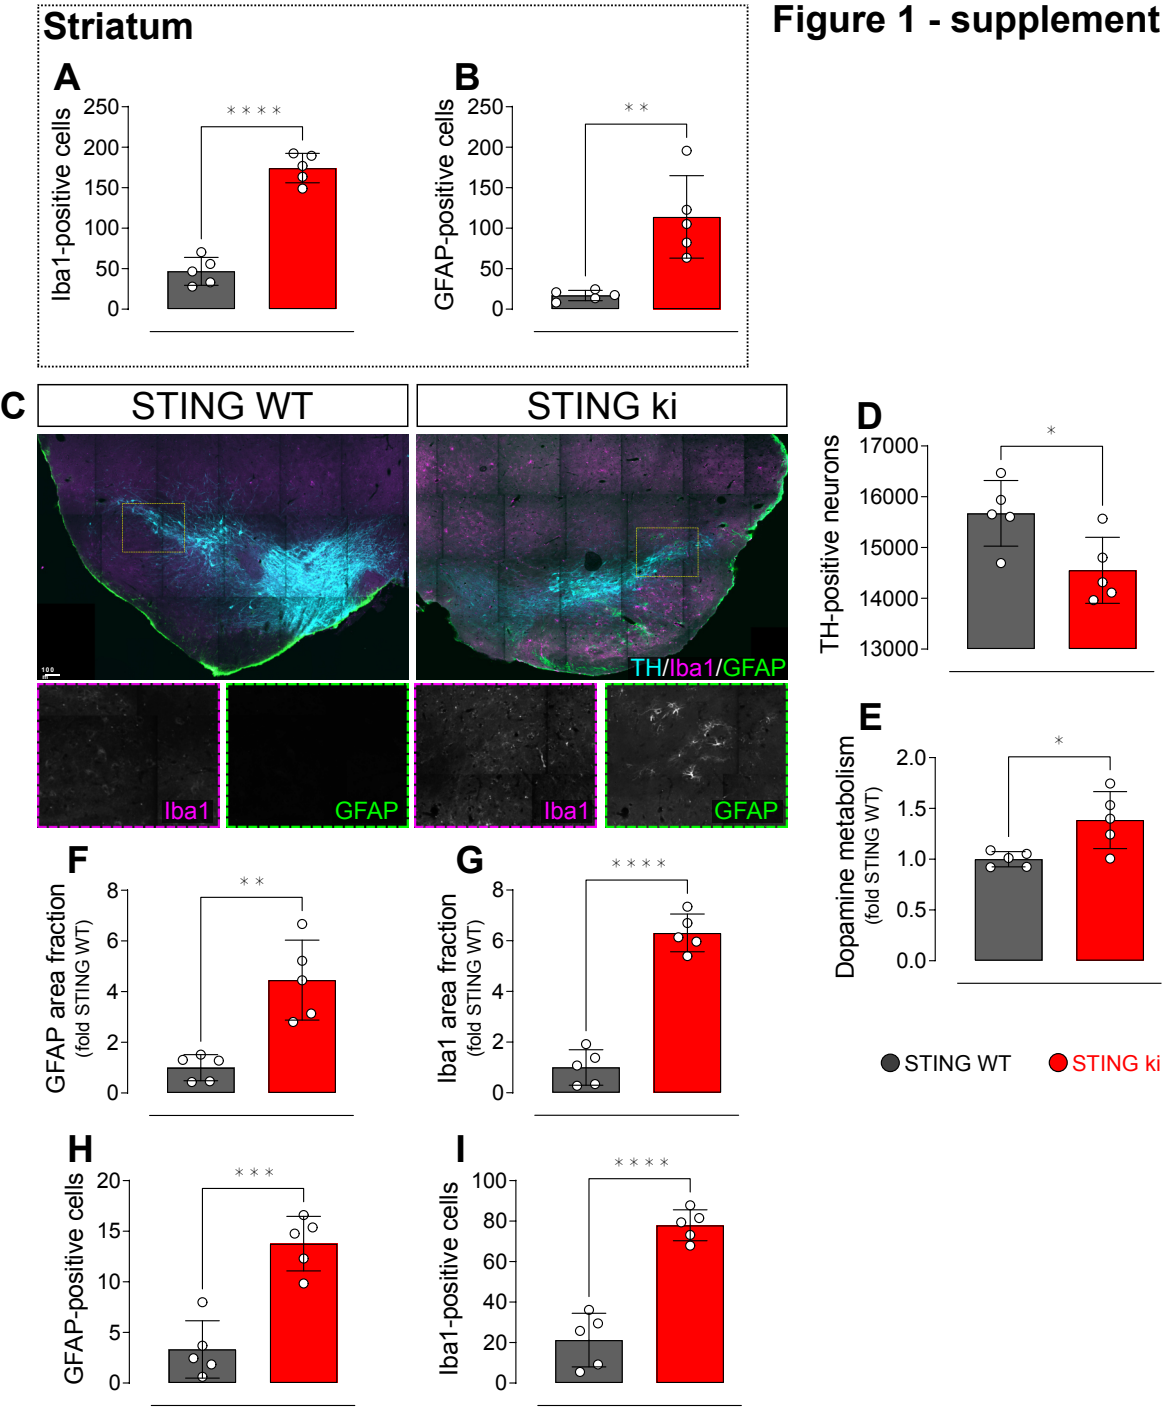 Striatum
Figure 1 - supplement
A
Iba1-positive cells
250
200
150
100
50
0
****
B
GFAP-positive cells
250
200
150
100
50
0
**
C
STING WT
STING ki
100
TH/Iba1/GFAP
Iba1
GFAP
Iba1
GFAP
D
TH-positive neurons
17000
16000
15000
14000
13000
*
E
Dopamine metabolism
(fold STING WT)
2.0
1.5
1.0
0.5
0.0
*
F
GFAP area fraction
(fold STING WT)
8
6
4
2
0
**
G
Iba1 area fraction
(fold STING WT)
8
6
4
2
0
****
STING WT
STING ki
H
GFAP-positive cells
20
15
10
5
0
***
I
Iba1-positive cells
100
80
60
40
20
0
****